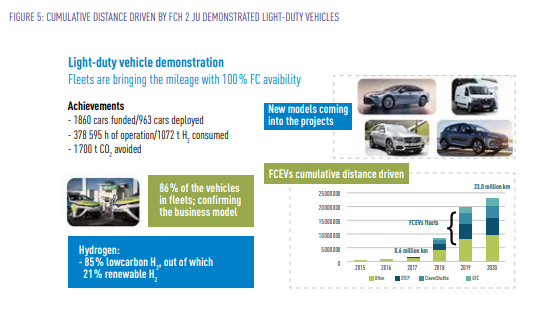 FIGURE 5: CUMULATIVE DISTANCE DRIVEN BY FCH 2 JU DEMONSTRATED LIGHT-DUTY VEHICLES
Light-duty vehicle demonstration
Fleets are bringing the mileage with 100% FC avaibility
Achievements
- 1860 cars funded/963 cars deployed
- 378 595 h of operation/1072 t H₂ consumed
- 1700 t CO₂ avoided
New models coming
into the projects
86% of the vehicles
in fleets; confirming
the business model
Hydrogen:
- 85% lowcarbon H₂, out of which
21% renewable H₂
FCEVs cumulative distance driven
23.0 million km
25000000
20000000
15000000
10000000
5000000
0
FCEVs fleets
0.6 million km
2015 2016 2017 2018 2019 2020
Other STEP CleverShuttle GTC